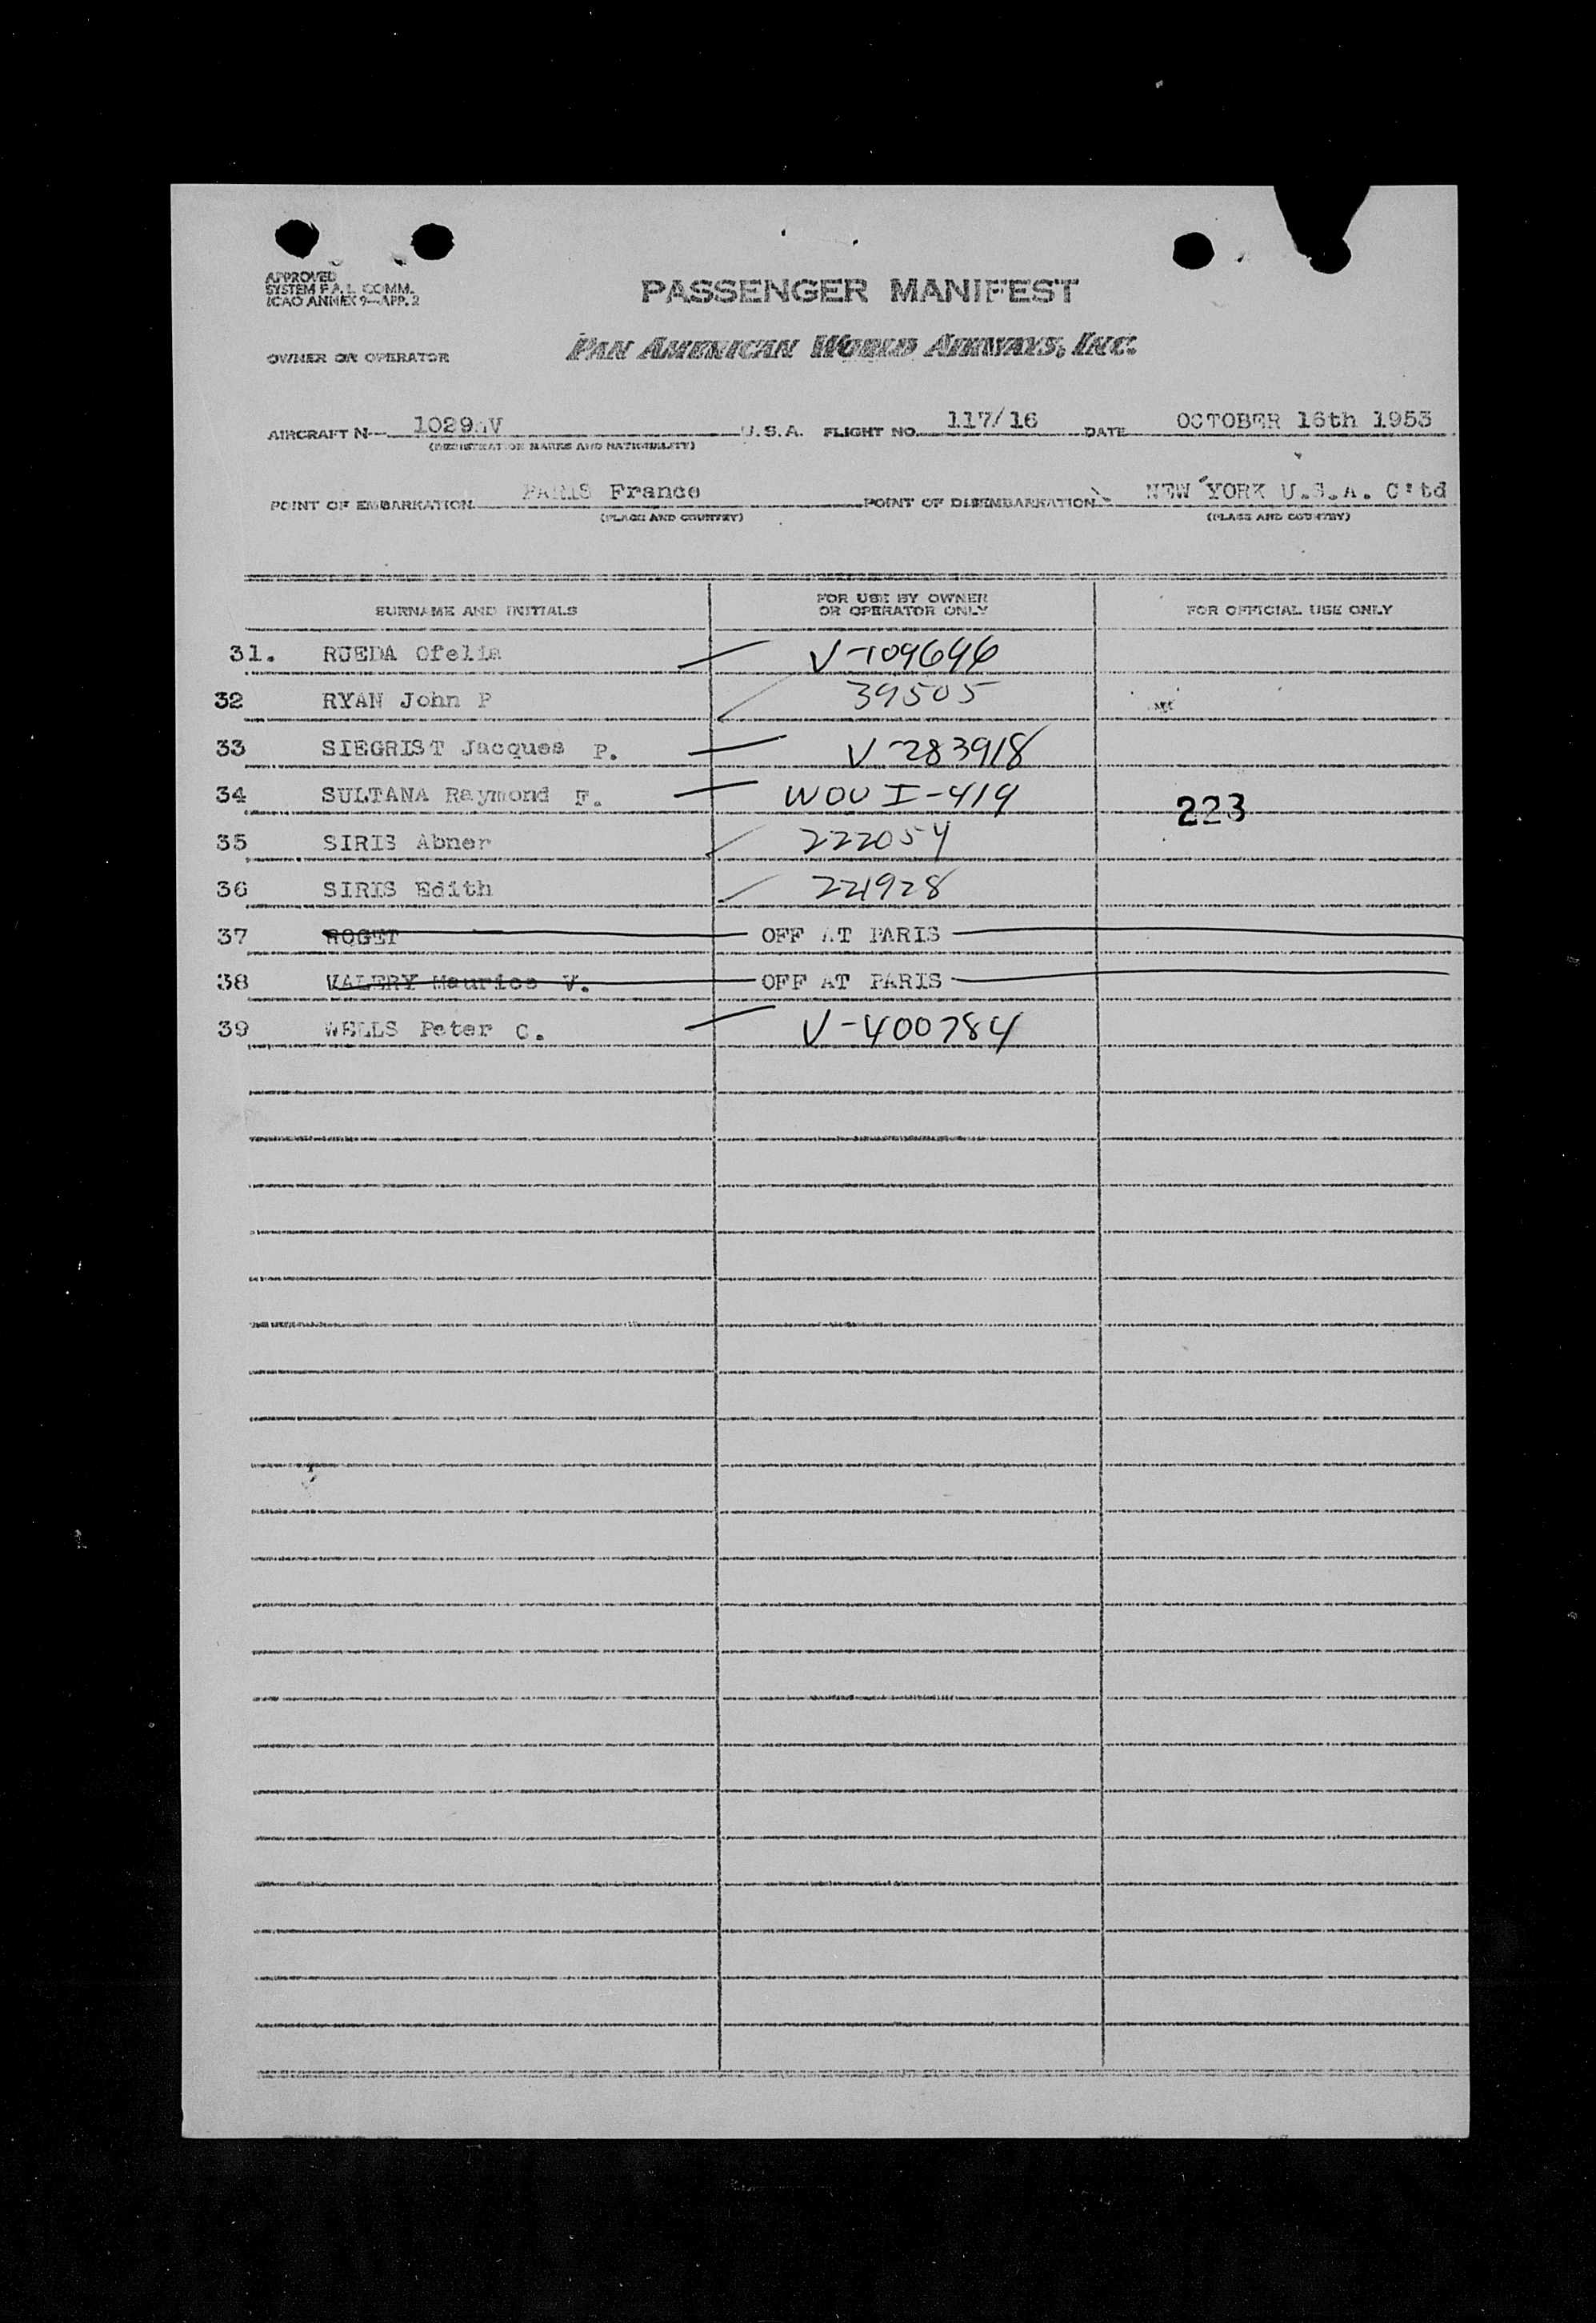 APPROVED
SYSTEM F.A.L. COMM.
ICAO ANNEX 9—APP. 2
PASSENGER MANIFEST
OWNER OR OPERATOR PAN AMERICAN WORLD AIRWAYS, INC.
AIRCRAFT N— 1029 V U.S.A. FLIGHT NO. 117/16 DATE OCTOBER 16th 1953
(REGISTRATION MARKS AND NATIONALITY)
POINT OF EMBARKATION PARIS France POINT OF DISEMBARKATION NEW YORK U.S.A. C'td
(PLACE AND COUNTRY) (PLACE AND COUNTRY)
SURNAME AND INITIALS FOR USE BY OWNER OR OPERATOR ONLY FOR OFFICIAL USE ONLY
31. RUEDA Ofelia V-109696
32 RYAN John P 39505
33 SIEGRIST Jacques P. V-283918
34 SULTANA Raymond F. WOU I-419
223
35 SIRIS Abner 222054
36 SIRIS Edith 221928
37 ROGET OFF AT PARIS
38 VALERY Maurice V. OFF AT PARIS
39 WELLS Peter C. V-400784